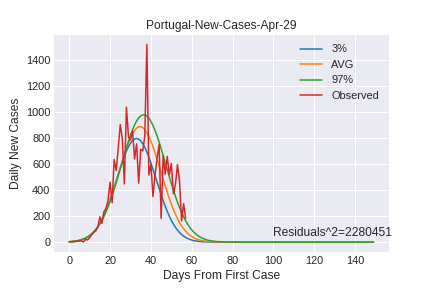 Portugal-New-Cases-Apr-29
3%
AVG
97%
Observed
Daily New Cases
1400
1200
1000
800
600
400
200
0
Residuals^2=2280451
0 20 40 60 80 100 120 140
Days From First Case